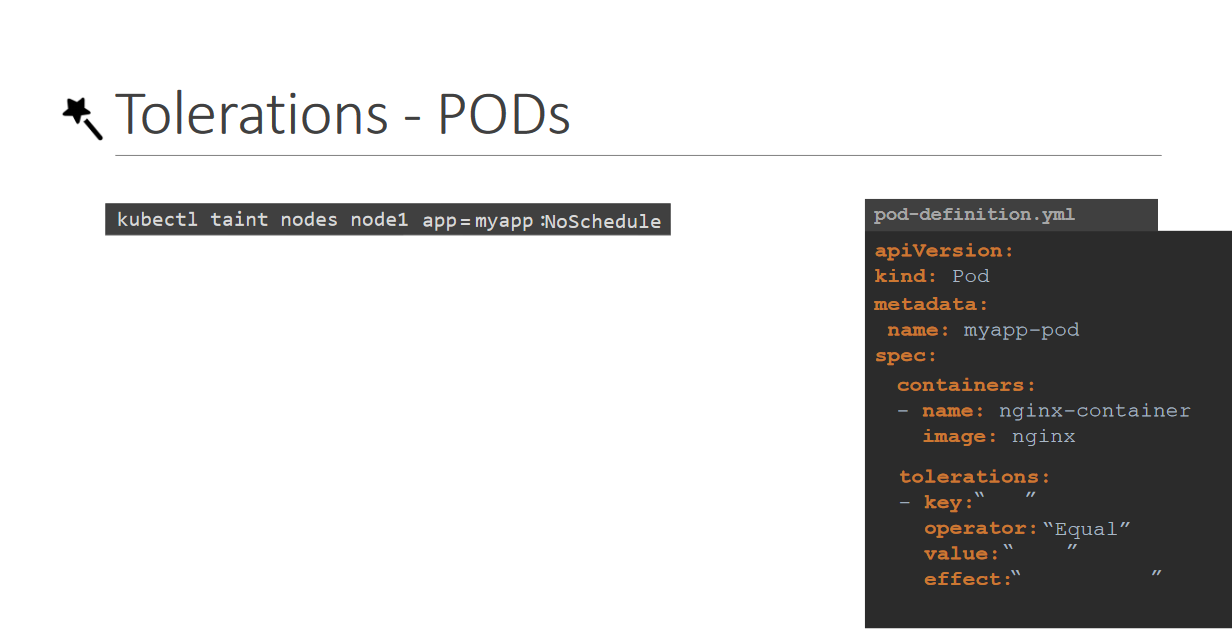 Tolerations - PODs
kubectl taint nodes node1 app=myapp:NoSchedule
pod-definition.yml
apiVersion:
kind: Pod
metadata:
 name: myapp-pod
spec:
  containers:
  - name: nginx-container
    image: nginx
  tolerations:
  - key:“   ”
    operator:“Equal”
    value:“    ”
    effect:“          ”